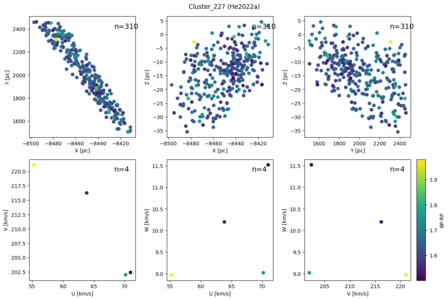 Cluster_227 (He2022a)
n=310
n=310
n=310
2400
2200
2000
1800
1600
Y [pc]
−8500 −8480 −8460 −8440 −8420
X [pc]
5
0
−5
−10
−15
−20
−25
−30
−35
Z [pc]
−8500 −8480 −8460 −8440 −8420
X [pc]
5
0
−5
−10
−15
−20
−25
−30
−35
Z [pc]
1600 1800 2000 2200 2400
Y [pc]
n=4
n=4
n=4
220.0
217.5
215.0
212.5
210.0
207.5
205.0
202.5
V [km/s]
55 60 65 70
U [km/s]
11.5
11.0
10.5
10.0
9.5
9.0
W [km/s]
55 60 65 70
U [km/s]
11.5
11.0
10.5
10.0
9.5
9.0
W [km/s]
205 210 215 220
V [km/s]
1.9
1.8
1.7
1.6
BP-RP